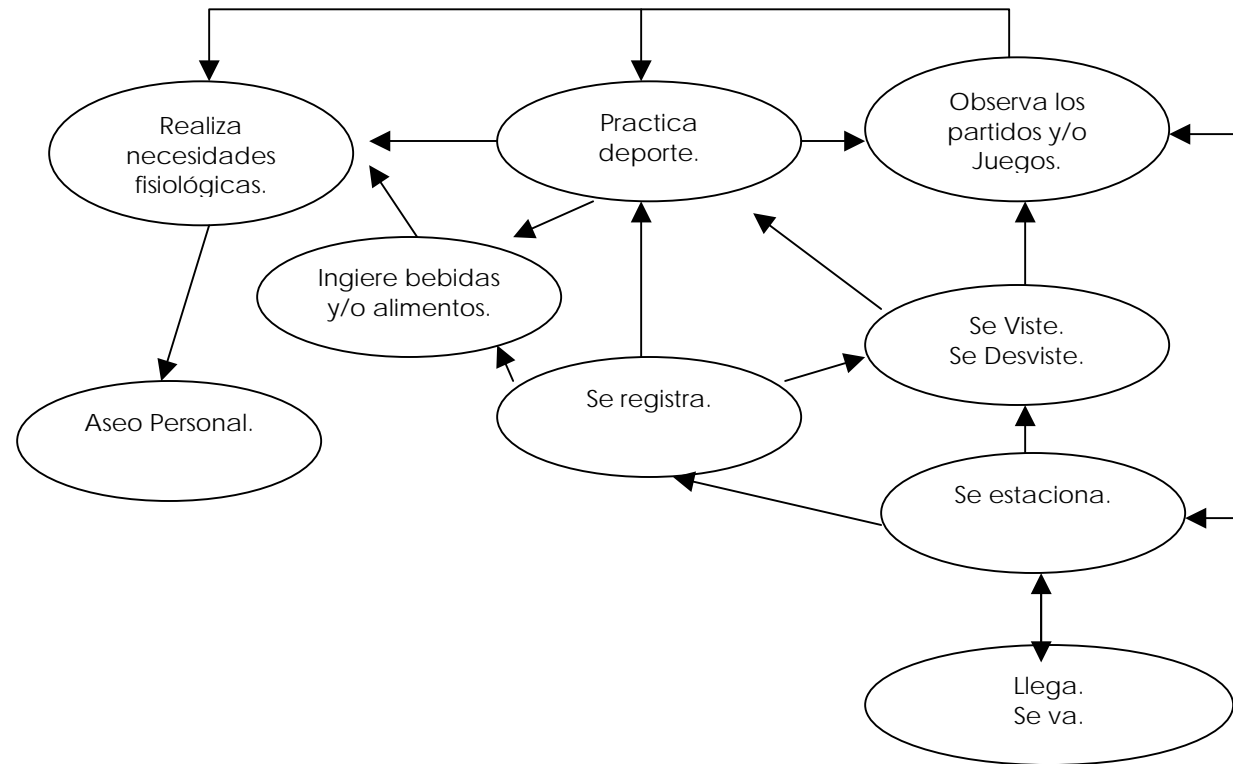 Realiza
necesidades
fisiológicas.
Practica
deporte.
Observa los
partidos y/o
Juegos.
Ingiere bebidas
y/o alimentos.
Se Viste.
Se Desviste.
Aseo Personal.
Se registra.
Se estaciona.
Llega.
Se va.